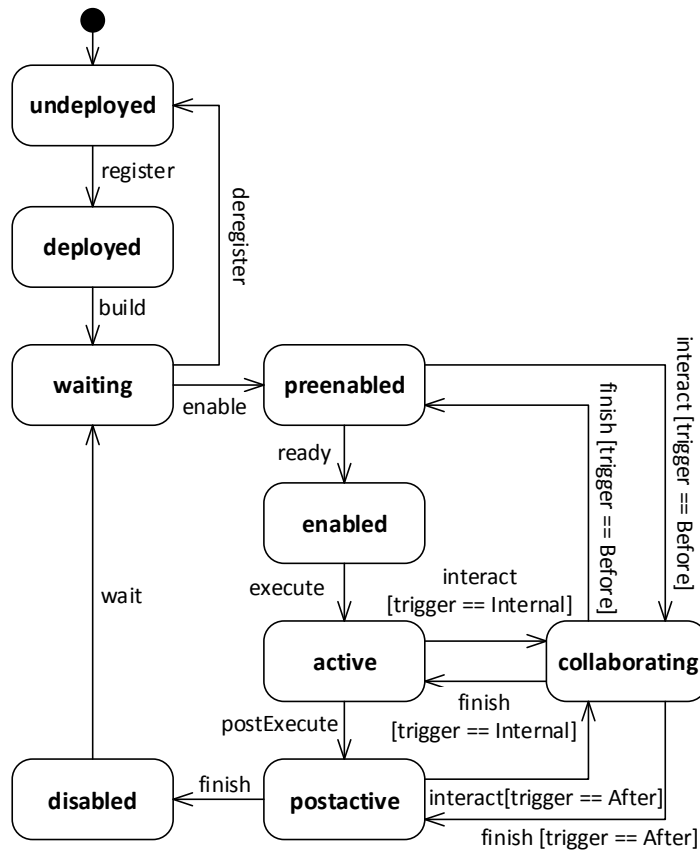 undeployed
register
deregister
deployed
build
waiting
enable
preenabled
interact [trigger == Before]
finish [trigger == Before]
ready
enabled
execute
interact
[trigger == Internal]
wait
active
collaborating
finish
[trigger == Internal]
postExecute
disabled
finish
postactive
interact[trigger == After]
finish [trigger == After]